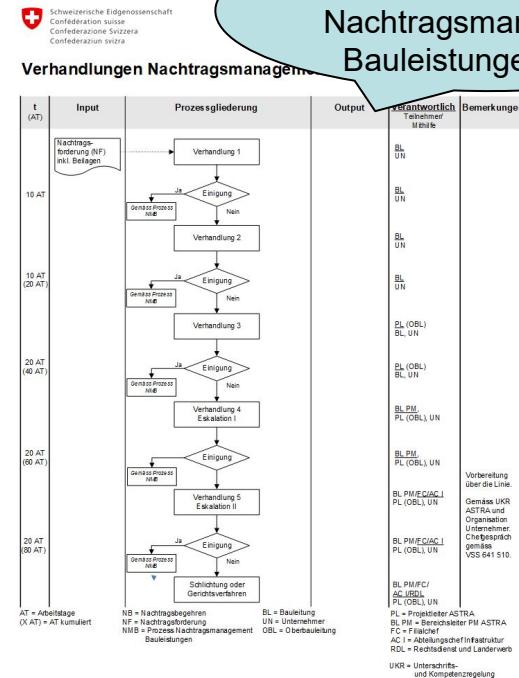 Schweizerische Eidgenossenschaft
Confédération suisse
Confederazione Svizzera
Confederaziun svizra
Verhandlungen
Bauleistunge
t (AT)
Input
Prozessgliederung
Output
Verantwortlich
Teilnehmer/
Mithilfe
Bemerkunge
Nachtrags-
forderung (NF)
inkl. Beilagen
Verhandlung 1
BL
UN
10 AT
Ja
Einigung
Gemäss Prozess
NMB
Nein
BL
UN
Verhandlung 2
BL
UN
10 AT
(20 AT)
Ja
Einigung
Gemäss Prozess
NMB
Nein
BL
UN
Verhandlung 3
PL (OBL)
BL, UN
20 AT
(40 AT)
Ja
Einigung
Gemäss Prozess
NMB
Nein
PL (OBL)
BL, UN
Verhandlung 4
Eskalation I
BL PM,
PL (OBL), UN
20 AT
(60 AT)
Ja
Einigung
Gemäss Prozess
NMB
Nein
BL PM,
PL (OBL), UN
Verhandlung 5
Eskalation II
BL PM/FC/AC I
PL (OBL), UN
Vorbereitung
über die Linie.
Gemäss UKR
ASTRA und
Organisation
Unternehmer.
Chefgespräch
gemäss
VSS 641 510.
20 AT
(80 AT)
Ja
Einigung
Gemäss Prozess
NMB
Nein
BL PM/FC/AC I
PL (OBL), UN
Schlichtung oder
Gerichtsverfahren
BL PM/FC/
AC I/RDL
PL (OBL), UN
AT = Arbeitstage
(X AT) = AT kumuliert
NB = Nachtragsbegehren
NF = Nachtragsforderung
NMB = Prozess Nachtragsmanagement
Bauleistungen
BL = Bauleitung
UN = Unternehmer
OBL = Oberbauleitung
PL = Projektleiter ASTRA
BL PM = Bereichsleiter PM ASTRA
FC = Filialchef
AC I = Abteilungschef Infrastruktur
RDL = Rechtsdienst und Landerwerb
UKR = Unterschrifts-
und Kompetenzregelung